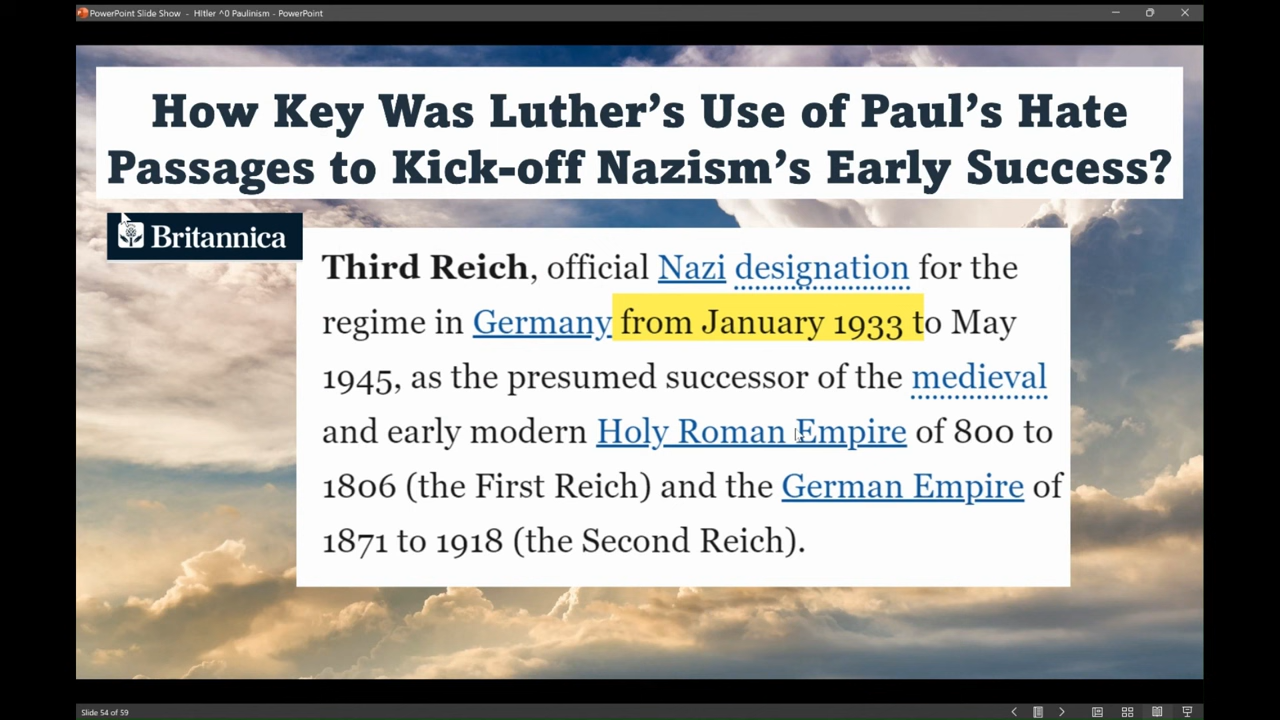 PowerPoint Slide Show - HItler ^0 Paulinism - PowerPoint
How Key Was Luther's Use of Paul's Hate
Passages to Kick-off Nazism's Early Success?
Britannica
Third Reich, official Nazi designation for the
regime in Germany from January 1933 to May
1945, as the presumed successor of the medieval
and early modern Holy Roman Empire of 800 to
1806 (the First Reich) and the German Empire of
1871 to 1918 (the Second Reich).
Slide 54 of 59